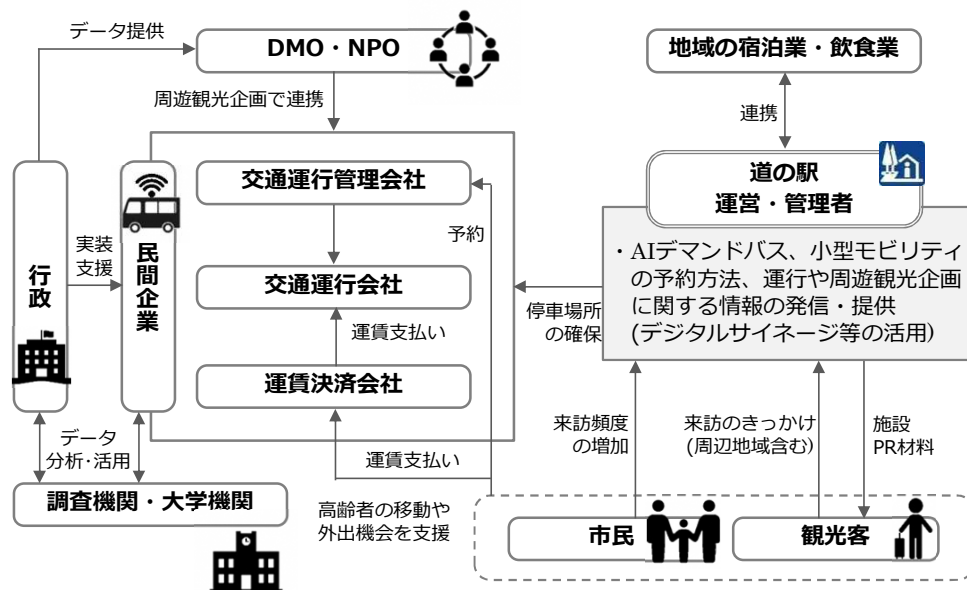 データ提供
DMO・NPO
地域の宿泊業・飲食業
周遊観光企画で連携
連携
交通運行管理会社
道の駅
運営・管理者
予約
実装
支援
行政
民間企業
・AIデマンドバス、小型モビリティ
の予約方法、運行や周遊観光企画
に関する情報の発信・提供
(デジタルサイネージ等の活用)
交通運行会社
停車場所
の確保
運賃支払い
運賃決済会社
データ
分析・活用
運賃支払い
来訪頻度
の増加
来訪のきっかけ
(周辺地域含む)
施設
PR材料
調査機関・大学機関
高齢者の移動や
外出機会を支援
市民
観光客